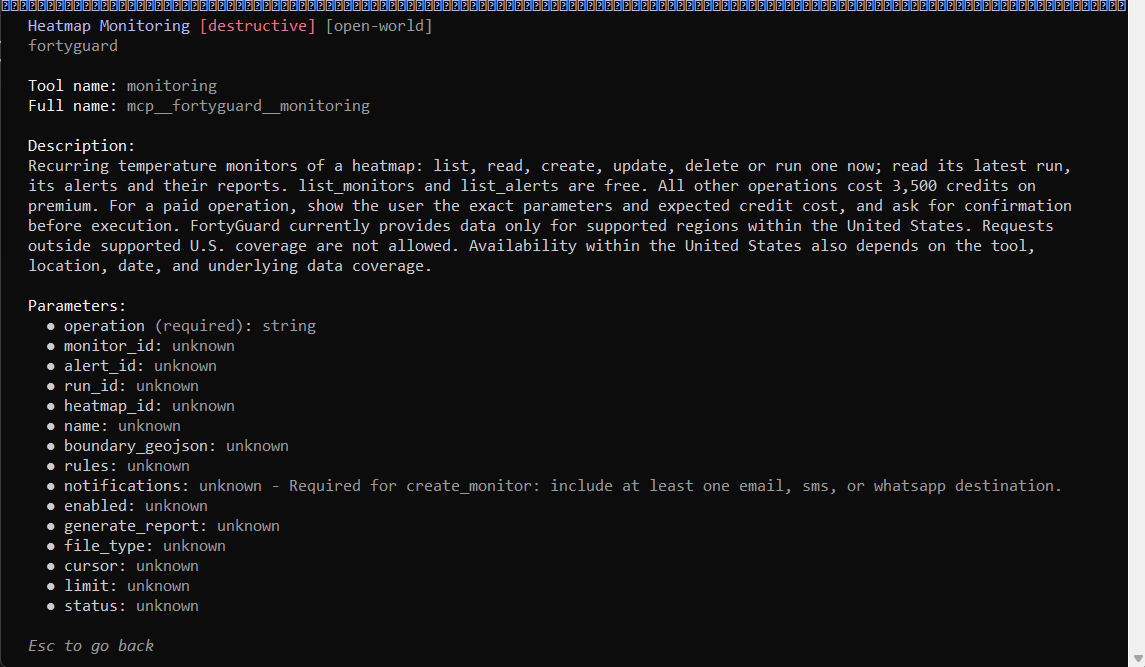 Heatmap Monitoring [destructive] [open-world]
fortyguard
Tool name: monitoring
Full name: mcp__fortyguard__monitoring
Description:
Recurring temperature monitors of a heatmap: list, read, create, update, delete or run one now; read its latest run,
its alerts and their reports. list_monitors and list_alerts are free. All other operations cost 3,500 credits on
premium. For a paid operation, show the user the exact parameters and expected credit cost, and ask for confirmation
before execution. FortyGuard currently provides data only for supported regions within the United States. Requests
outside supported U.S. coverage are not allowed. Availability within the United States also depends on the tool,
location, date, and underlying data coverage.
Parameters:
● operation (required): string
● monitor_id: unknown
● alert_id: unknown
● run_id: unknown
● heatmap_id: unknown
● name: unknown
● boundary_geojson: unknown
● rules: unknown
● notifications: unknown - Required for create_monitor: include at least one email, sms, or whatsapp destination.
● enabled: unknown
● generate_report: unknown
● file_type: unknown
● cursor: unknown
● limit: unknown
● status: unknown
Esc to go back